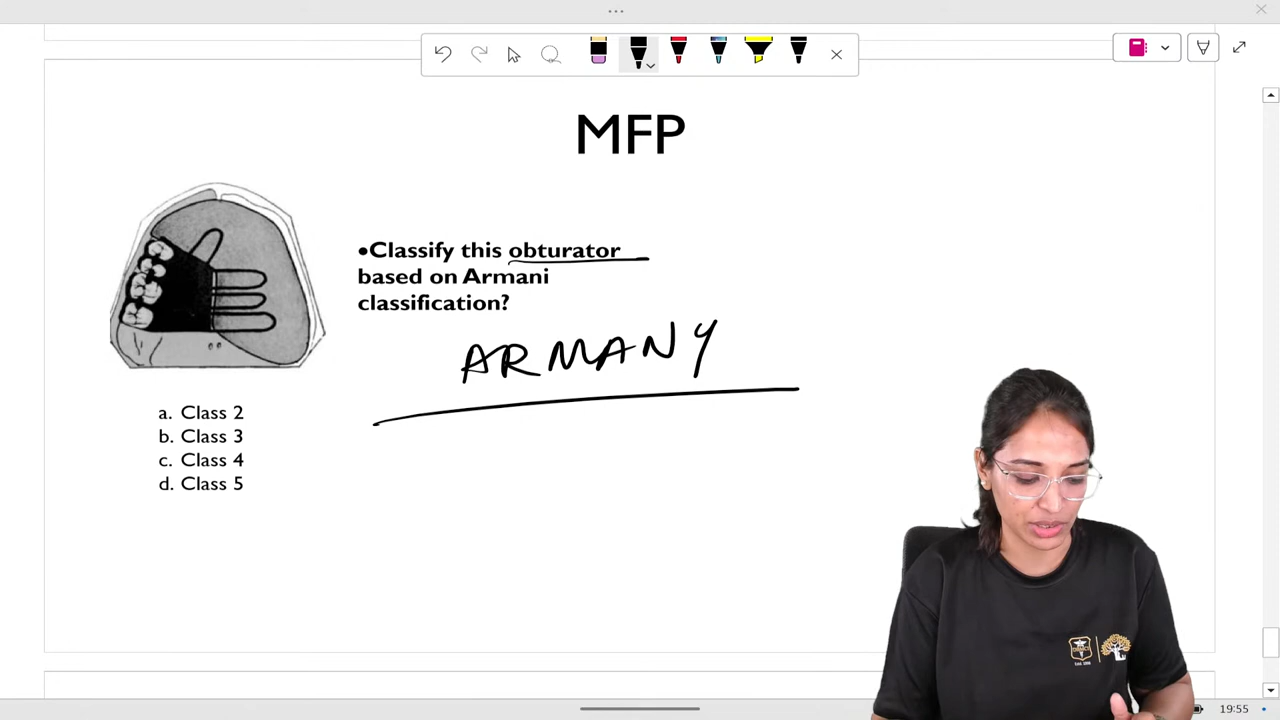 MFP
•Classify this obturator
based on Armani
classification?
ARMANY
a. Class 2
b. Class 3
c. Class 4
d. Class 5
19:55